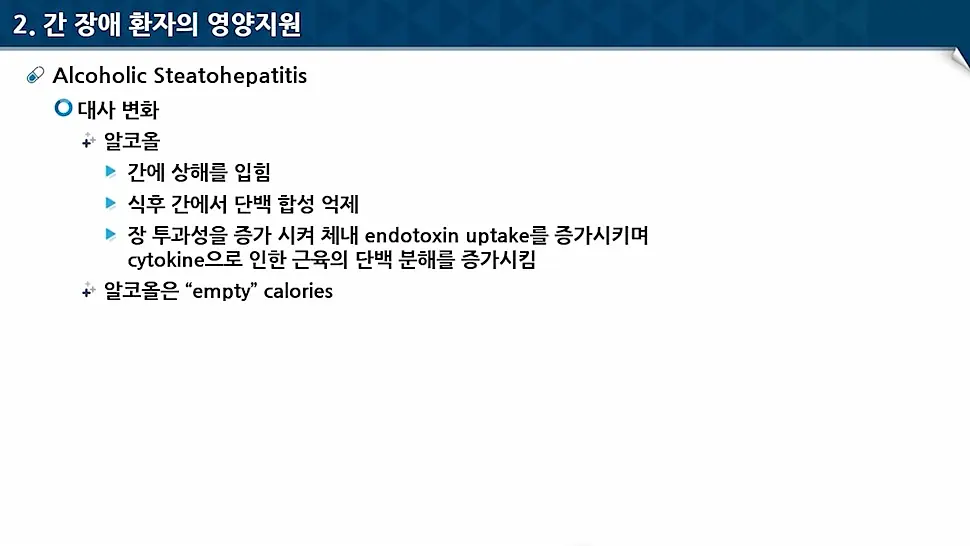 2. 간 장애 환자의 영양지원
Alcoholic Steatohepatitis
대사 변화
알코올
간에 상해를 입힘
식후 간에서 단백 합성 억제
장 투과성을 증가 시켜 체내 endotoxin uptake를 증가시키며
cytokine으로 인한 근육의 단백 분해를 증가시킴
알코올은 “empty” calories